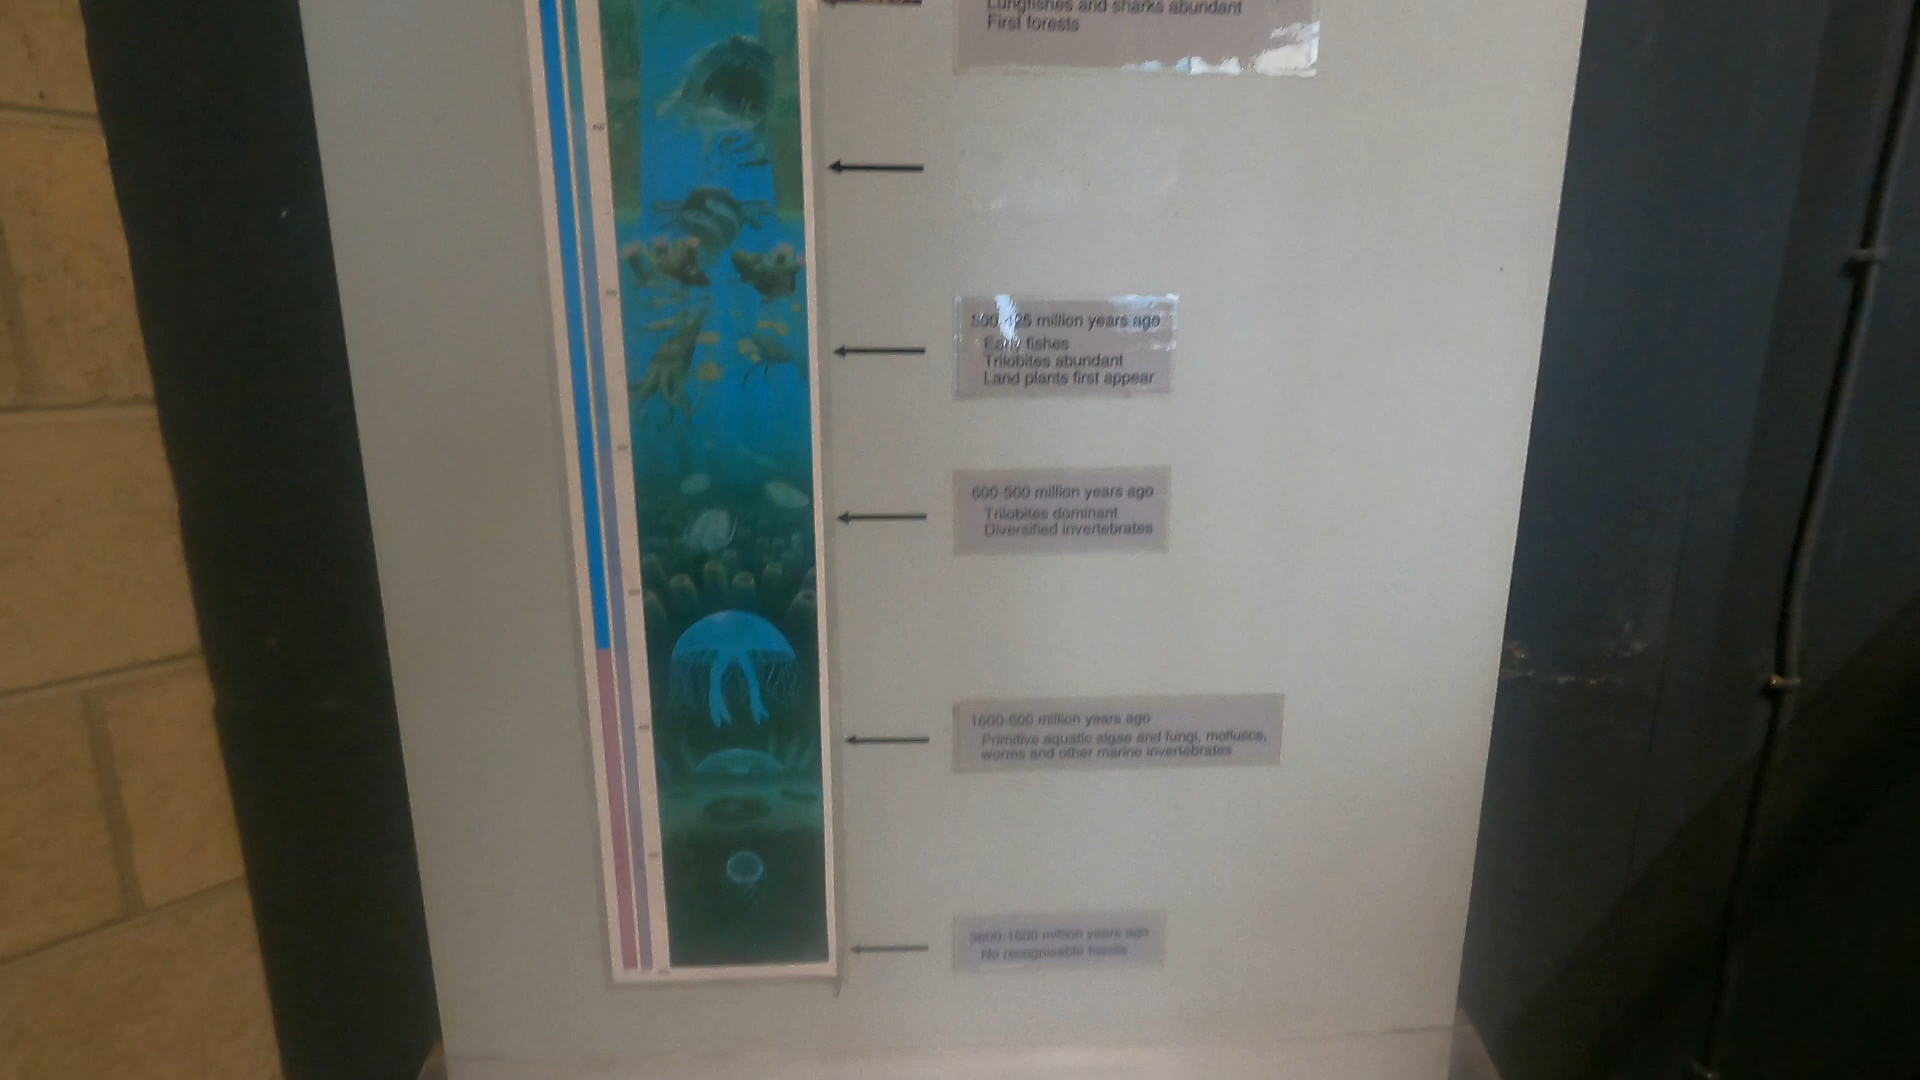 Lungfishes and sharks abundant
First forests
500-425 million years ago
Early fishes
Trilobites abundant
Land plants first appear
600-500 million years ago
Trilobites dominant
Diversified invertebrates
1600-600 million years ago
Primitive aquatic algae and fungi, molluscs,
worms and other marine invertebrates
3600-1600 million years ago
No recognisable fossils